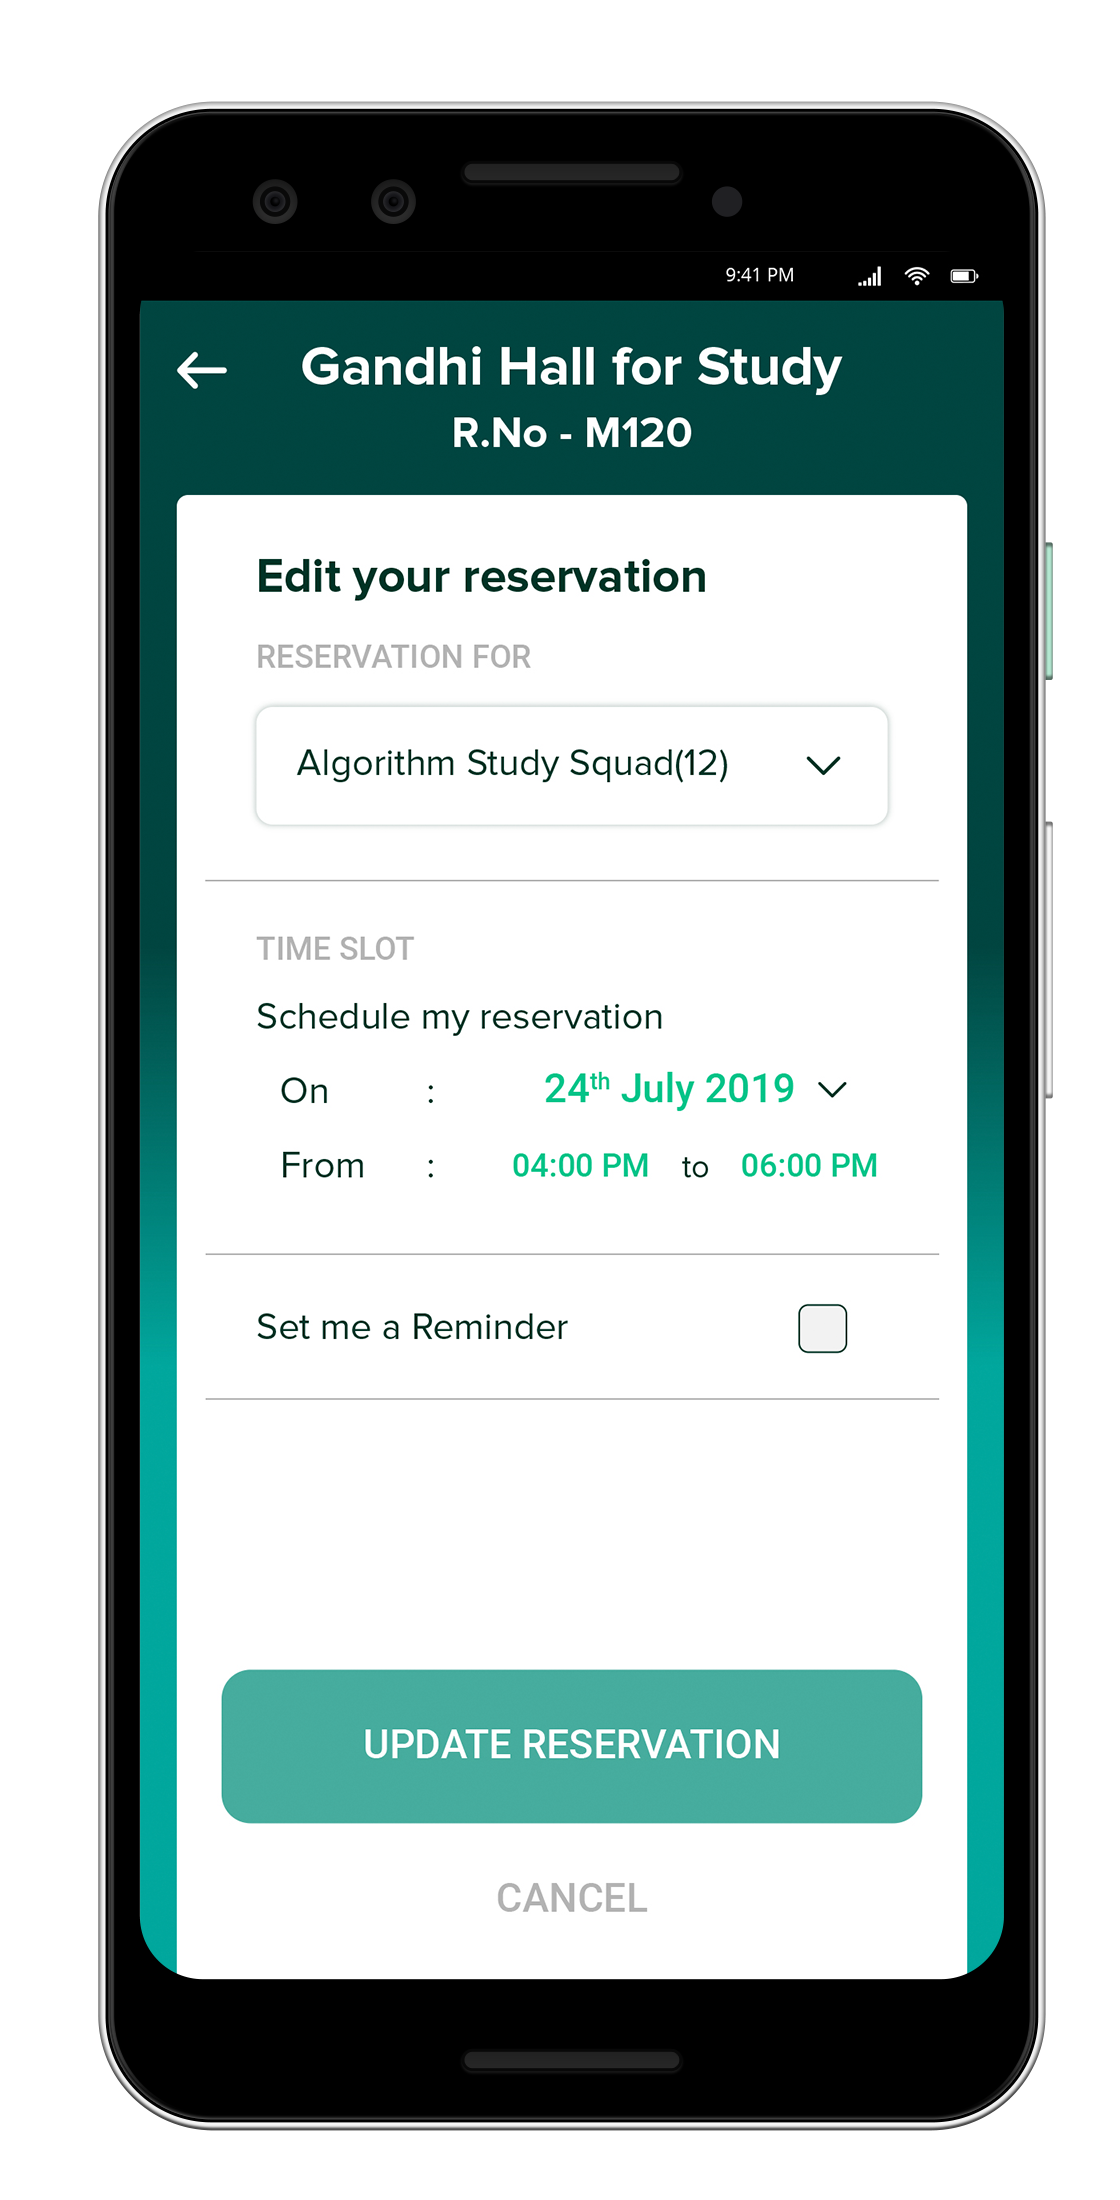 9:41 PM
Gandhi Hall for Study
R.No - M120
Edit your reservation
RESERVATION FOR
Algorithm Study Squad(12)
TIME SLOT
Schedule my reservation
On : 24th July 2019
From : 04:00 PM to 06:00 PM
Set me a Reminder
UPDATE RESERVATION
CANCEL